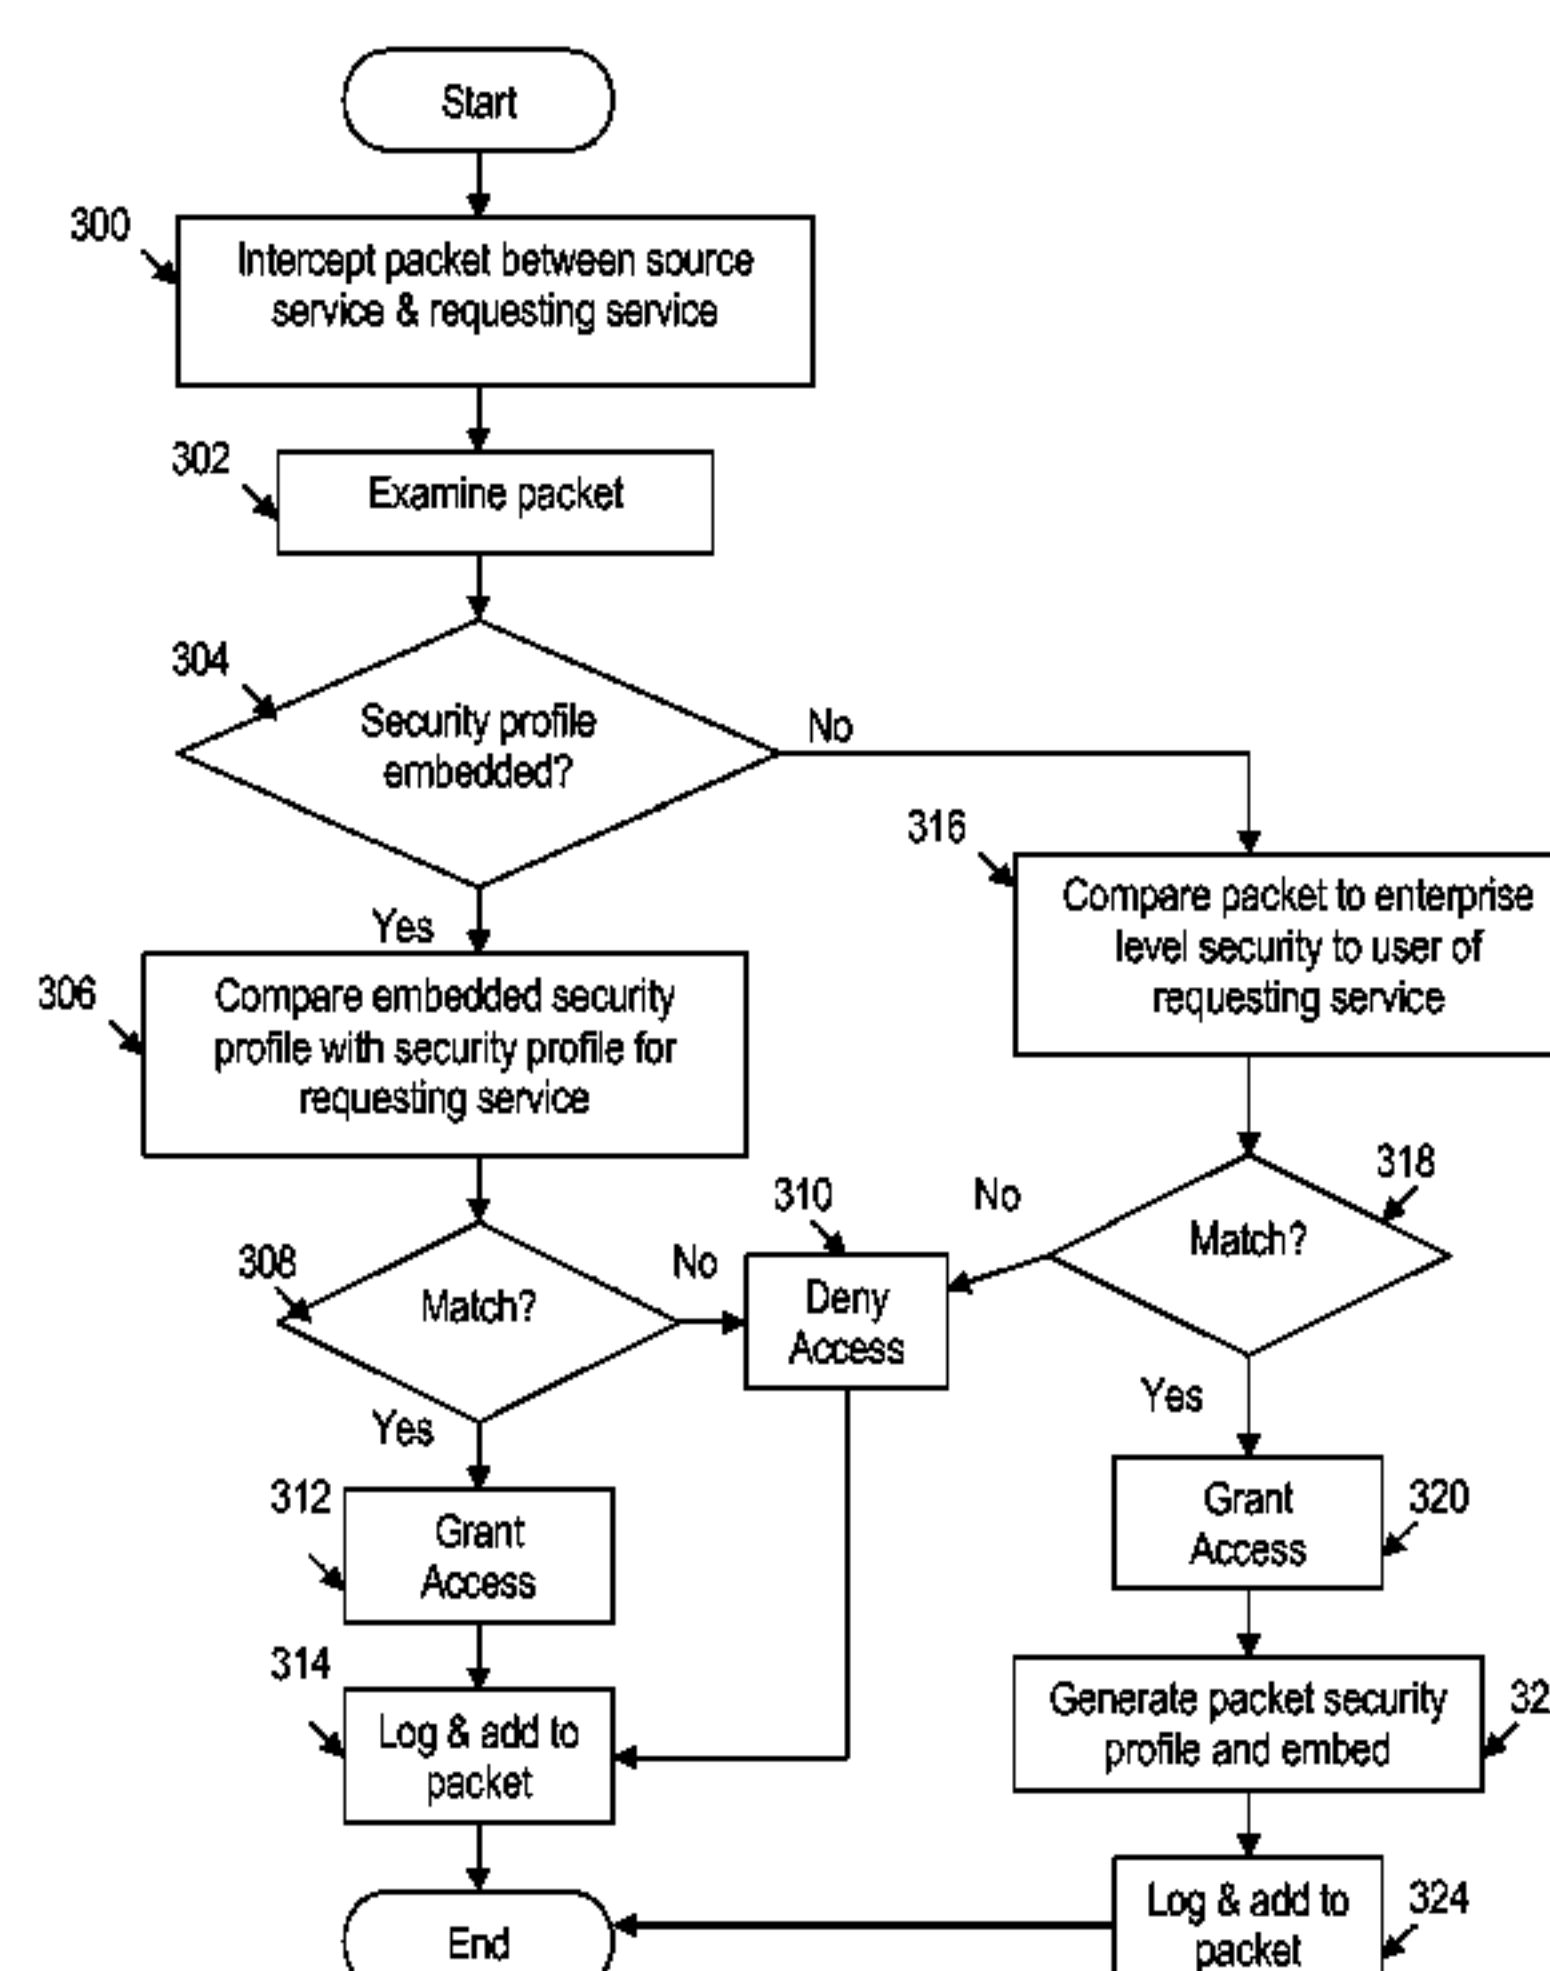 Start
300
Intercept packet between source
service & requesting service
302
Examine packet
304
Security profile
embedded?
No
Yes
316
Compare packet to enterprise
level security to user of
requesting service
306
Compare embedded security
profile with security profile for
requesting service
308
Match?
No
310
Deny
Access
No
318
Match?
Yes
Yes
312
Grant
Access
320
Grant
Access
314
Log & add to
packet
Generate packet security
profile and embed
32
End
Log & add to
packet
324